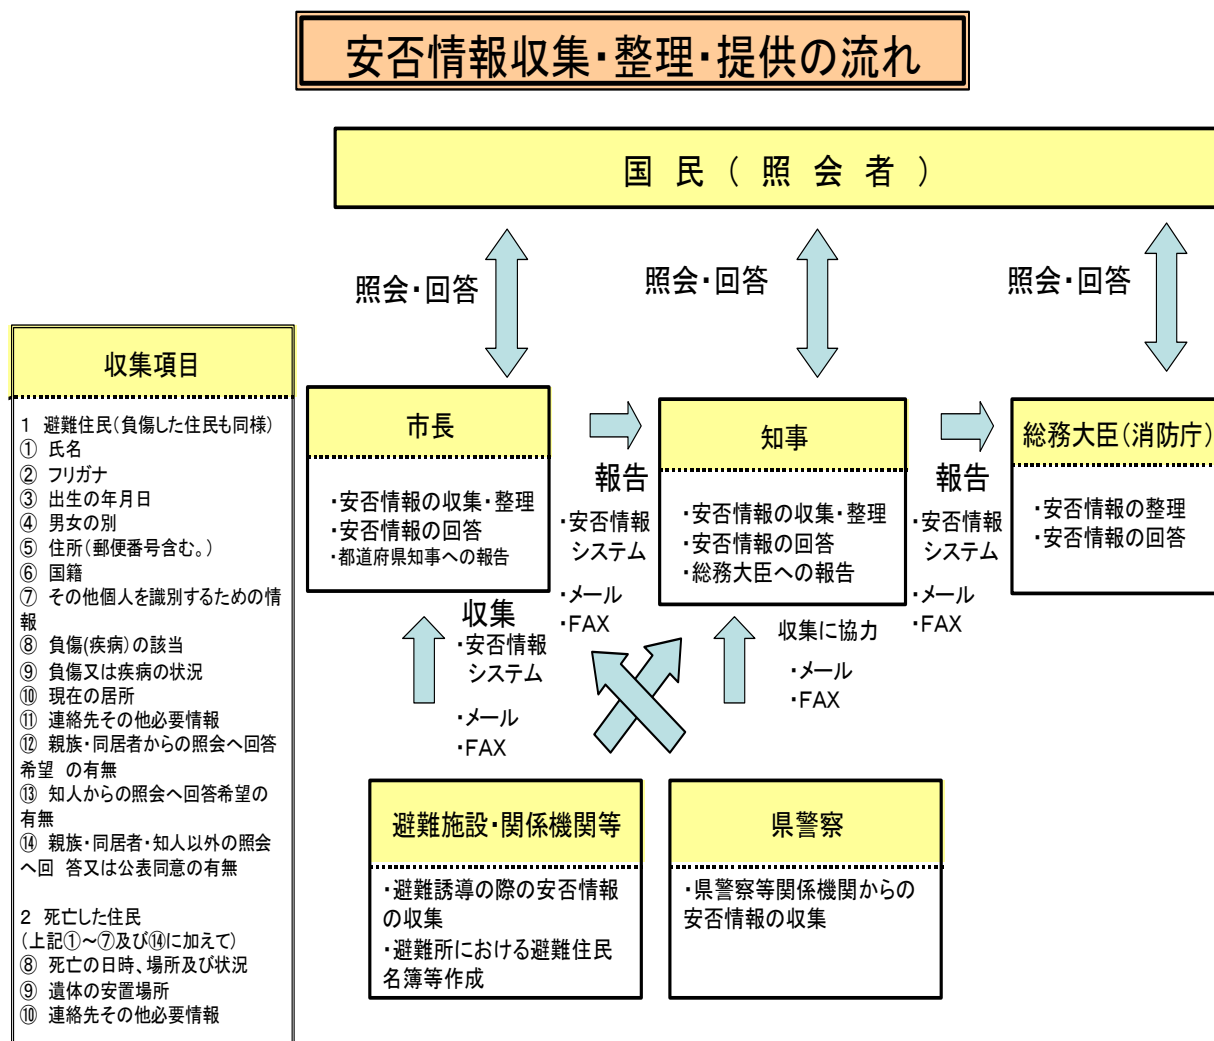 安否情報収集・整理・提供の流れ
国民(照会者)
照会・回答
照会・回答
照会・回答
収集項目
1 避難住民(負傷した住民も同様)
① 氏名
② フリガナ
③ 出生の年月日
④ 男女の別
⑤ 住所(郵便番号含む。)
⑥ 国籍
⑦ その他個人を識別するための情
報
⑧ 負傷(疾病)の該当
⑨ 負傷又は疾病の状況
⑩ 現在の居所
⑪ 連絡先その他必要情報
⑫ 親族・同居者からの照会へ回答
希望 の有無
⑬ 知人からの照会へ回答希望の
有無
⑭ 親族・同居者・知人以外の照会
へ回 答又は公表同意の有無
2 死亡した住民
(上記①~⑦及び⑭に加えて)
⑧ 死亡の日時、場所及び状況
⑨ 遺体の安置場所
⑩ 連絡先その他必要情報
市長
・安否情報の収集・整理
・安否情報の回答
・都道府県知事への報告
報告
・安否情報
システム
・メール
・FAX
知事
・安否情報の収集・整理
・安否情報の回答
・総務大臣への報告
報告
・安否情報
システム
・メール
・FAX
総務大臣(消防庁)
・安否情報の整理
・安否情報の回答
収集
・安否情報
システム
・メール
・FAX
収集に協力
・メール
・FAX
避難施設・関係機関等
・避難誘導の際の安否情報
の収集
・避難所における避難住民
名簿等作成
県警察
・県警察等関係機関からの
安否情報の収集